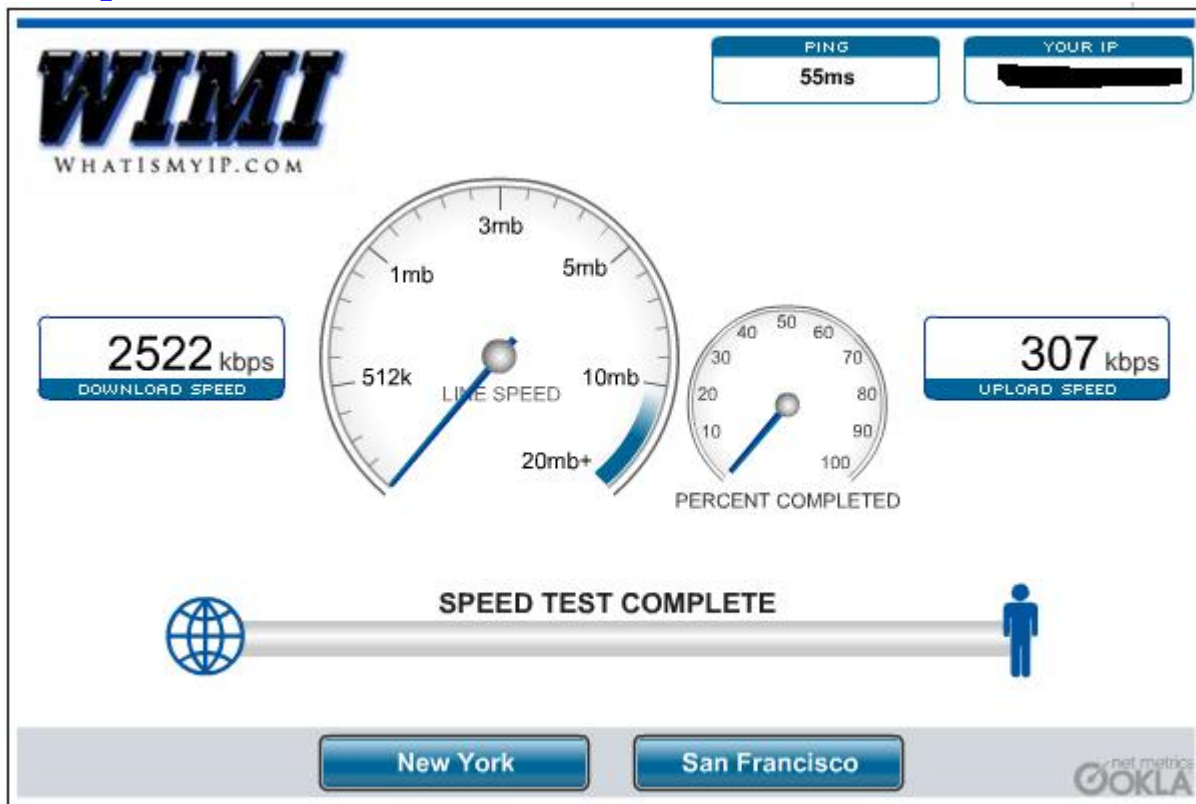 WIMI
WHATISMYIP.COM
PING
55ms
YOUR IP
3mb
1mb
5mb
512k
10mb
LINE SPEED
20mb+
2522 kbps
DOWNLOAD SPEED
50
40
60
30
70
20
80
10
90
100
PERCENT COMPLETED
307 kbps
UPLOAD SPEED
SPEED TEST COMPLETE
New York
San Francisco
net metrics
OOKLA